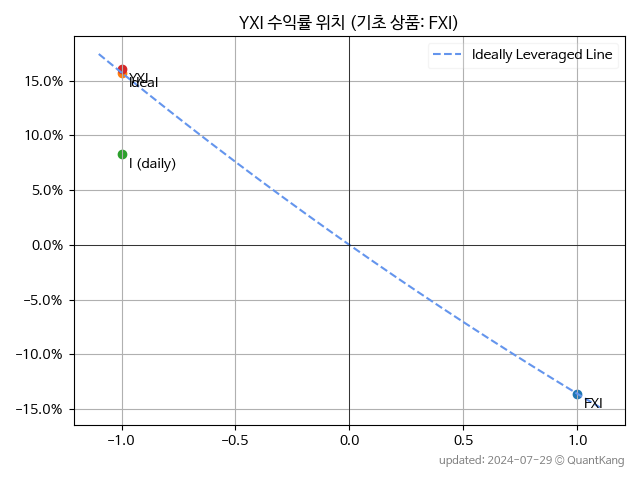 YXI 수익률 위치 (기초 상품: FXI)
Ideally Leveraged Line
15.0%
10.0%
5.0%
0.0%
−5.0%
−10.0%
−15.0%
YXI
Ideal
I (daily)
FXI
−1.0
−0.5
0.0
0.5
1.0
updated: 2024-07-29 © QuantKang